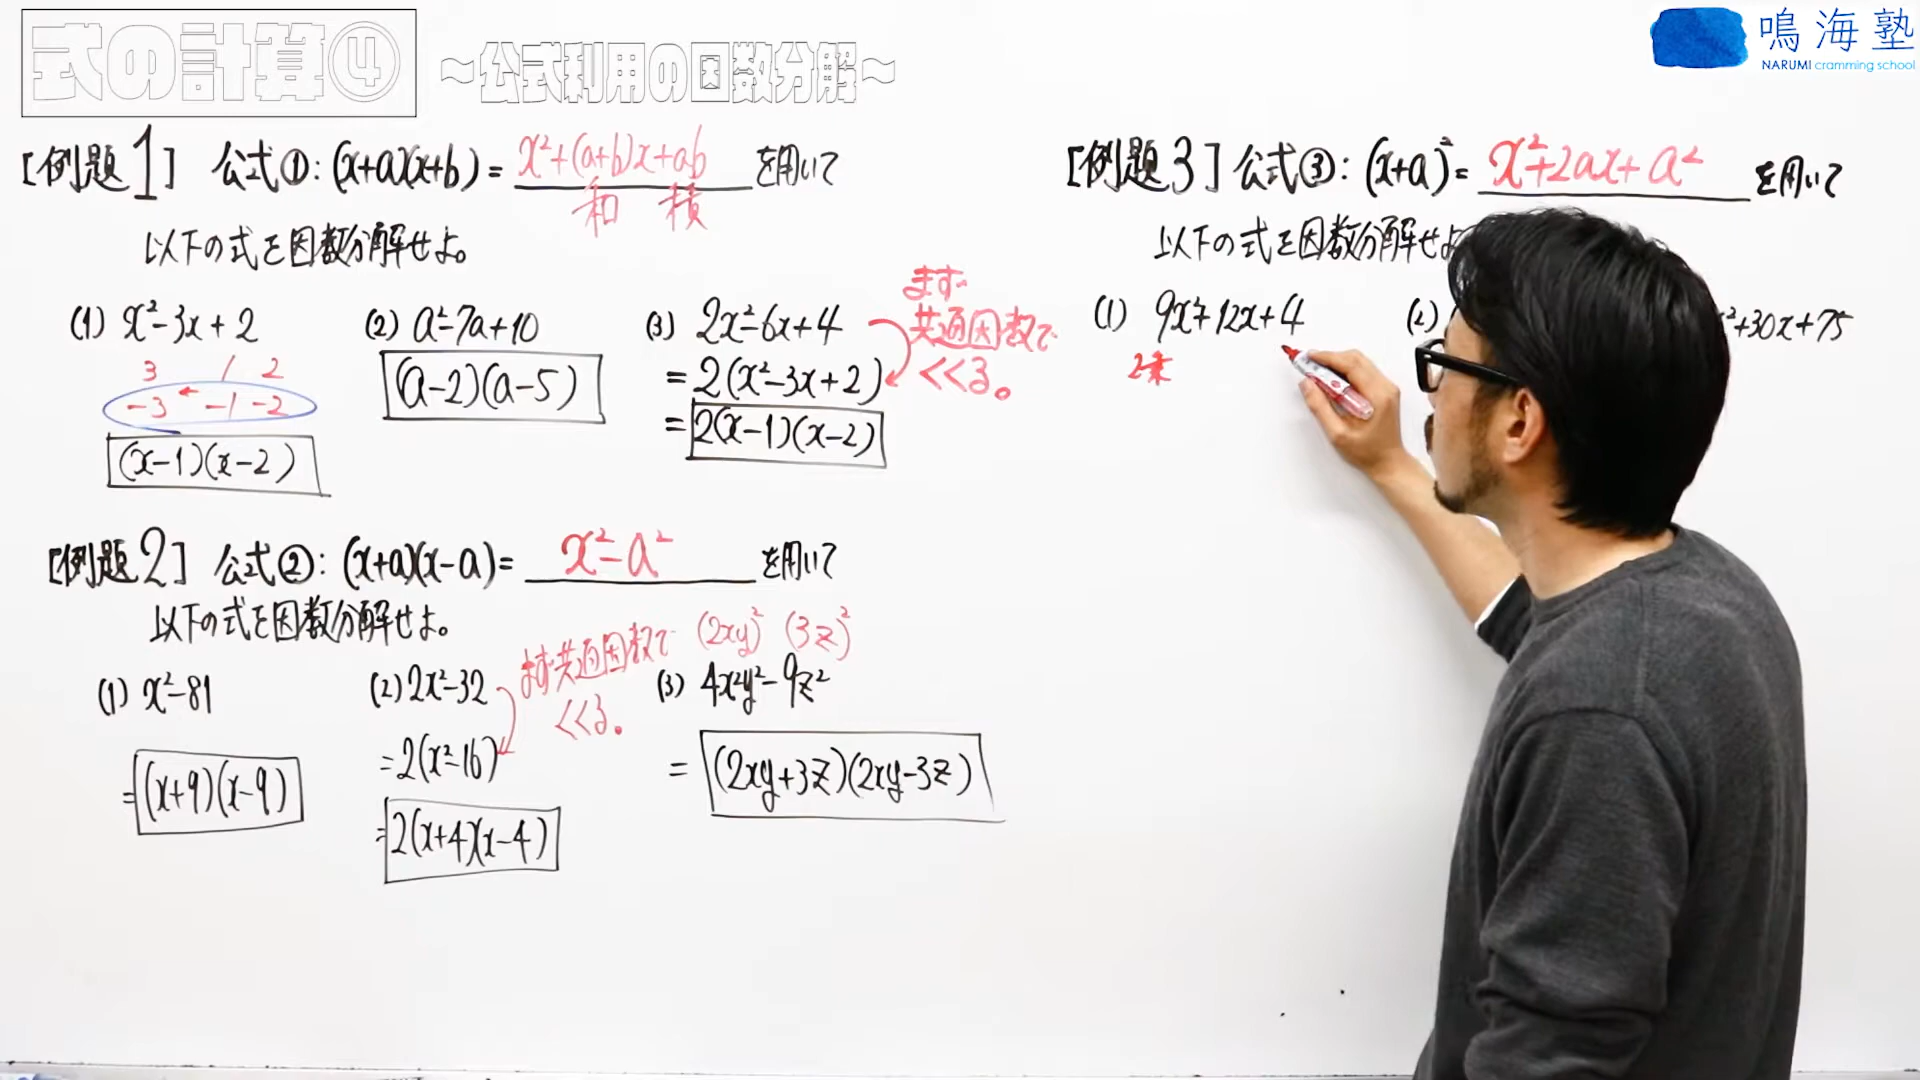 式の計算④ ～公式利用の因数分解～
鳴海塾
NARUMI cramming school
[例題1] 公式①: (x+a)(x+b) = x²+(a+b)x+ab を用いて
和 積
以下の式を因数分解せよ。
(1) x²-3x+2
3 1 2
-3 ← -1 -2
(x-1)(x-2)
(2) a²-7a+10
(a-2)(a-5)
(3) 2x²-6x+4
= 2(x²-3x+2)
= 2(x-1)(x-2)
まず
共通因数で
くくる。
[例題2] 公式②: (x+a)(x-a) = x²-a² を用いて
以下の式を因数分解せよ。
(1) x²-81
= (x+9)(x-9)
(2) 2x²-32
= 2(x²-16)
= 2(x+4)(x-4)
まず共通因数で
くくる。
(2xy)² (3z)²
(3) 4x²y²-9z²
= (2xy+3z)(2xy-3z)
[例題3] 公式③: (x+a)² = x²+2ax+a² を用いて
以下の式を因数分解せよ
(1) 9x²+12x+4
2乗
(2)
²+30x+75